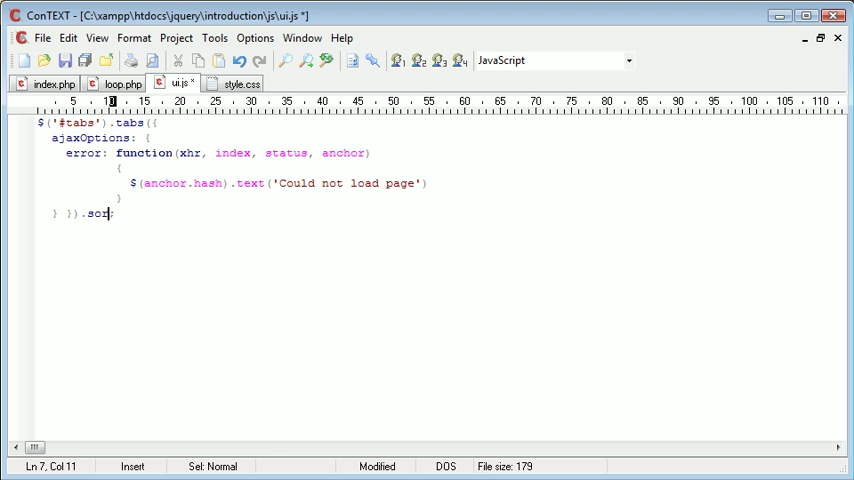 ConTEXT - [C:\xampp\htdocs\jquery\introduction\js\ui.js *]
File Edit View Format Project Tools Options Window Help
1 2 3 4 JavaScript
index.php loop.php ui.js * style.css
5 10 15 20 25 30 35 40 45 50 55 60 65 70 75 80 85 90 95 100 105 110
$('#tabs').tabs({
ajaxOptions: {
error: function(xhr, index, status, anchor)
{
$(anchor.hash).text('Could not load page')
}
} }).sor;
Ln 7, Col 11 Insert Sel: Normal Modified DOS File size: 179